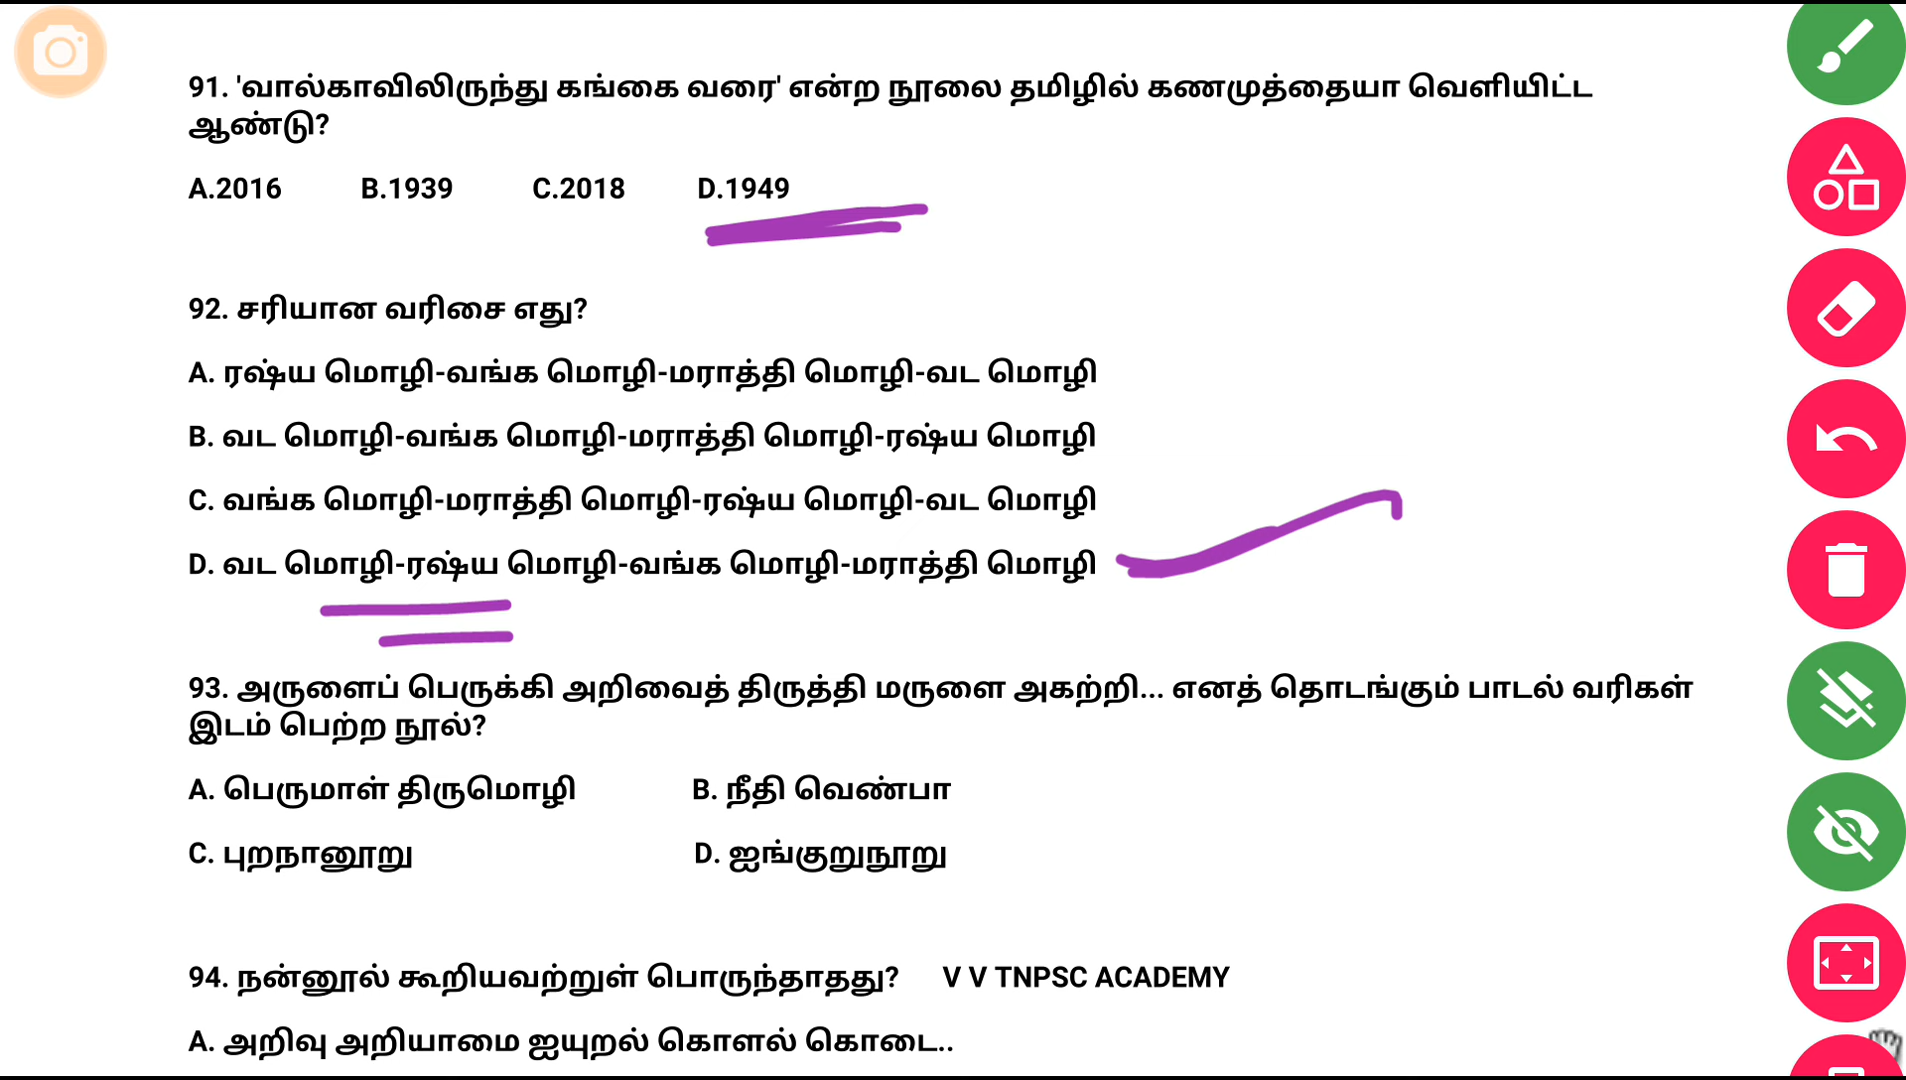 91. 'வால்காவிலிருந்து கங்கை வரை' என்ற நூலை தமிழில் கணமுத்தையா வெளியிட்ட
ஆண்டு?
A.2016 B.1939 C.2018 D.1949
92. சரியான வரிசை எது?
A. ரஷ்ய மொழி-வங்க மொழி-மராத்தி மொழி-வட மொழி
B. வட மொழி-வங்க மொழி-மராத்தி மொழி-ரஷ்ய மொழி
C. வங்க மொழி-மராத்தி மொழி-ரஷ்ய மொழி-வட மொழி
D. வட மொழி-ரஷ்ய மொழி-வங்க மொழி-மராத்தி மொழி
93. அருளைப் பெருக்கி அறிவைத் திருத்தி மருளை அகற்றி... எனத் தொடங்கும் பாடல் வரிகள்
இடம் பெற்ற நூல்?
A. பெருமாள் திருமொழி B. நீதி வெண்பா
C. புறநானூறு D. ஐங்குறுநூறு
94. நன்னூல் கூறியவற்றுள் பொருந்தாதது? V V TNPSC ACADEMY
A. அறிவு அறியாமை ஐயுறல் கொளல் கொடை..